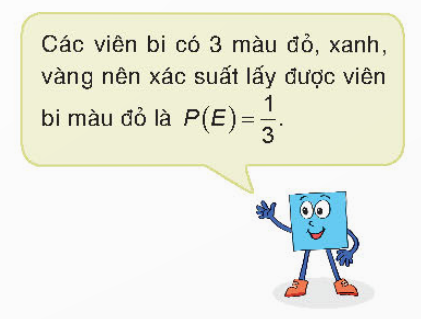 Các viên bi có 3 màu đỏ, xanh,
vàng nên xác suất lấy được viên
bi màu đỏ là P(E) = 1/3.